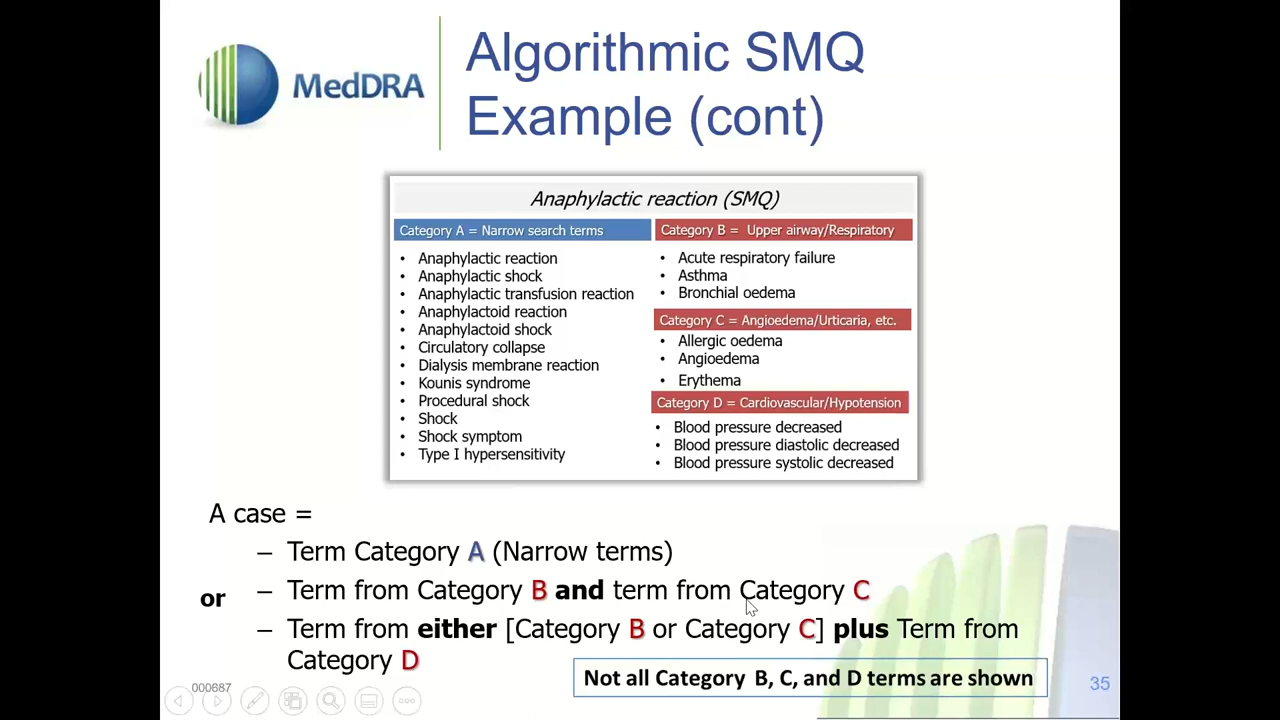 MedDRA
Algorithmic SMQ
Example (cont)
Anaphylactic reaction (SMQ)
Category A = Narrow search terms
• Anaphylactic reaction
• Anaphylactic shock
• Anaphylactic transfusion reaction
• Anaphylactoid reaction
• Anaphylactoid shock
• Circulatory collapse
• Dialysis membrane reaction
• Kounis syndrome
• Procedural shock
• Shock
• Shock symptom
• Type I hypersensitivity
Category B = Upper airway/Respiratory
• Acute respiratory failure
• Asthma
• Bronchial oedema
Category C = Angioedema/Urticaria, etc.
• Allergic oedema
• Angioedema
• Erythema
Category D = Cardiovascular/Hypotension
• Blood pressure decreased
• Blood pressure diastolic decreased
• Blood pressure systolic decreased
A case =
– Term Category A (Narrow terms)
or – Term from Category B and term from Category C
– Term from either [Category B or Category C] plus Term from
Category D
Not all Category B, C, and D terms are shown
000687
35